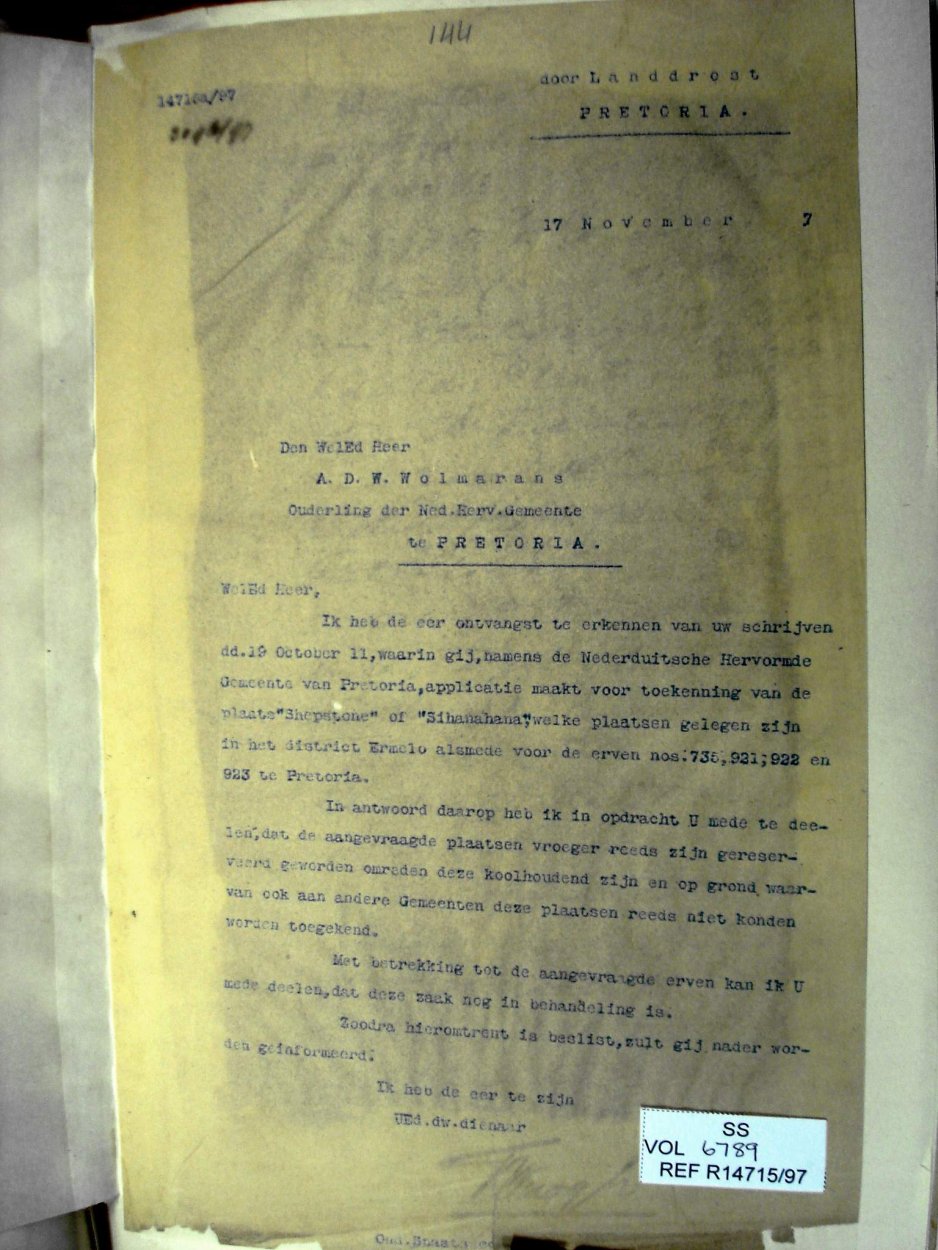 144
door Landdrost
PRETORIA.
17 November 7
Den WelEd Heer
A. D. W. Wolmarans
Ouderling der Ned.Herv.Gemeente
te PRETORIA.
WelEd Heer,
Ik heb de eer ontvangst te erkennen van uw schrijven
dd.19 October 11,waarin gij,namens de Nederduitsche Hervormde
Gemeente van Pretoria,applicatie maakt voor toekenning van de
plaats"Shepstone" of "Sihanahana",welke plaatsen gelegen zijn
in het district Ermelo alsmede voor de erven nos.735,921;922 en
923 te Pretoria.
In antwoord daarop heb ik in opdracht U mede te dee-
len,dat de aangevraagde plaatsen vroeger reeds zijn gereser-
veerd geworden omreden deze koolhoudend zijn en op grond waar-
van ook aan andere Gemeenten deze plaatsen reeds niet konden
worden toegekend.
Met betrekking tot de aangevraagde erven kan ik U
mede deelen,dat deze zaak nog in behandeling is.
Zoodra hieromtrent is beslist,zult gij nader wor-
den geinformeerd.
Ik heb de eer te zijn
UEd.dw.dienaar
SS
VOL 6789
REF R14715/97